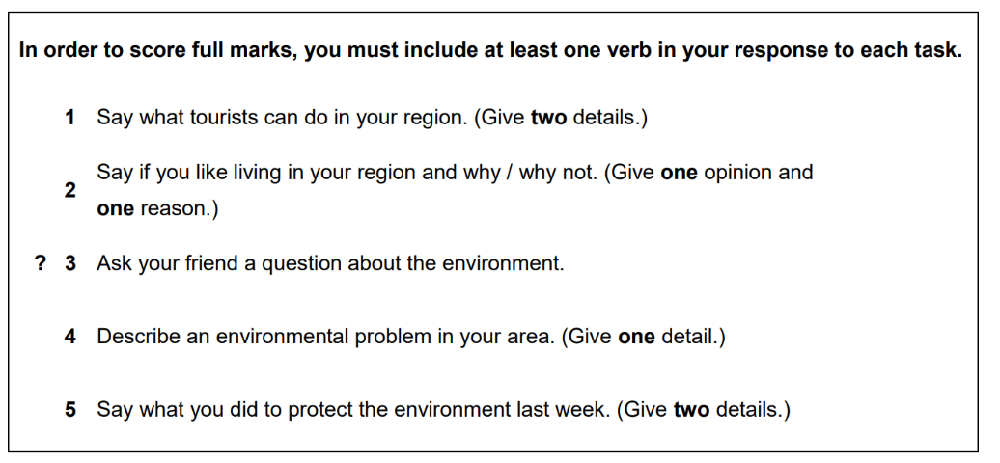 In order to score full marks, you must include at least one verb in your response to each task.
1 Say what tourists can do in your region. (Give two details.)
2 Say if you like living in your region and why / why not. (Give one opinion and
one reason.)
? 3 Ask your friend a question about the environment.
4 Describe an environmental problem in your area. (Give one detail.)
5 Say what you did to protect the environment last week. (Give two details.)